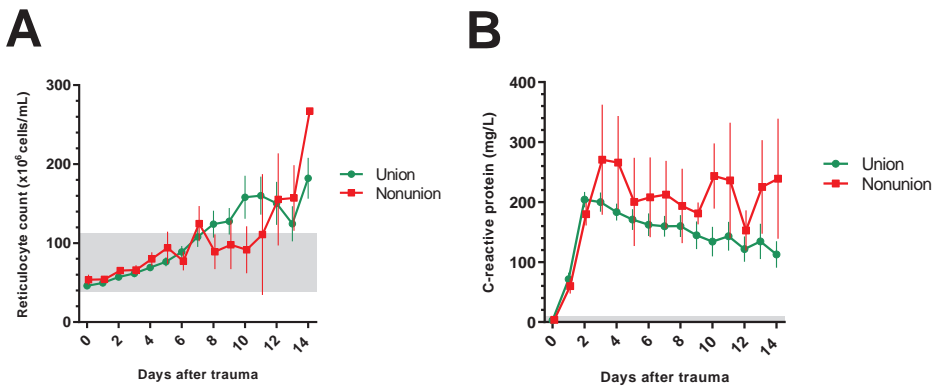 A
Reticulocyte count (x10⁶cells/mL)
300
200
100
0
0 2 4 6 8 10 12 14
Days after trauma
Union
Nonunion
B
C-reactive protein (mg/L)
400
300
200
100
0
0 2 4 6 8 10 12 14
Days after trauma
Union
Nonunion